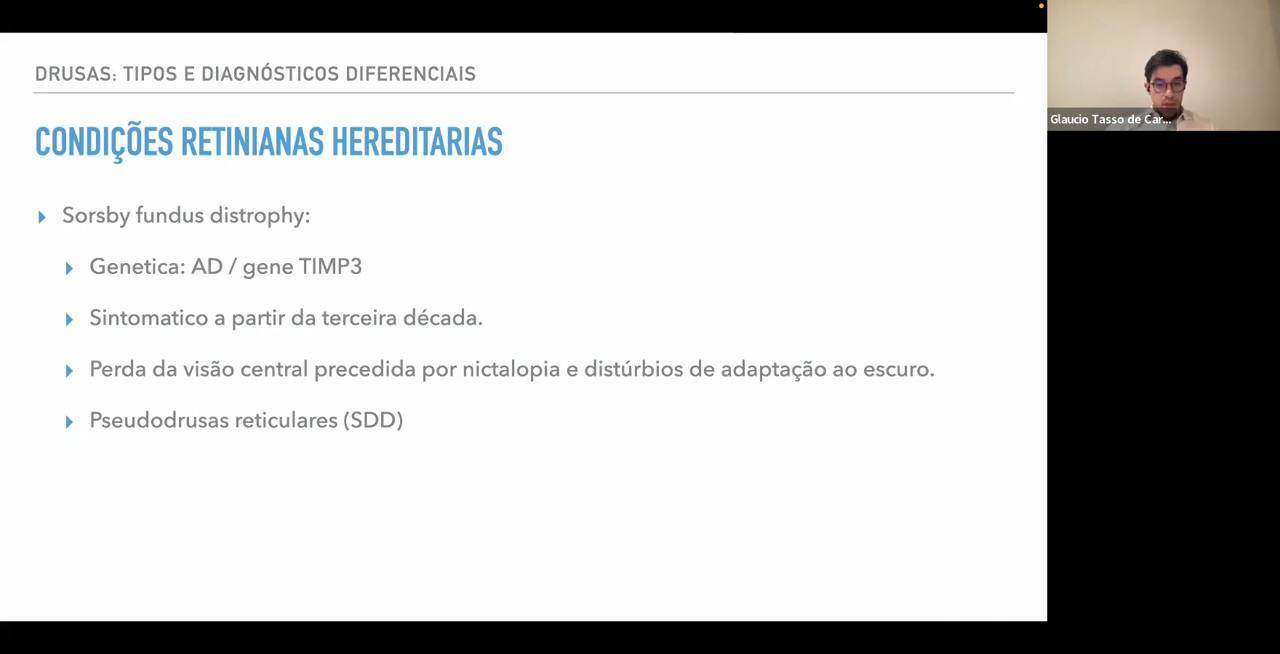 DRUSAS: TIPOS E DIAGNÓSTICOS DIFERENCIAIS
CONDIÇÕES RETINIANAS HEREDITARIAS
Sorsby fundus distrophy:
Genetica: AD / gene TIMP3
Sintomatico a partir da terceira década.
Perda da visão central precedida por nictalopia e distúrbios de adaptação ao escuro.
Pseudodrusas reticulares (SDD)
Glaucio Tasso de Car...